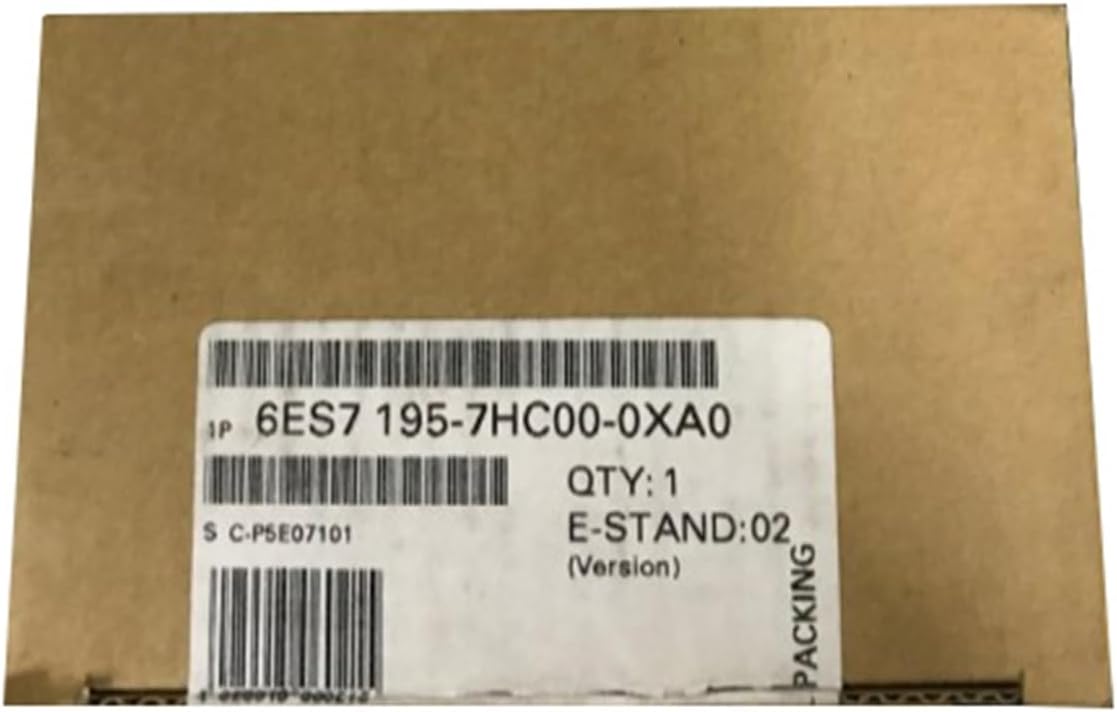 1P 6ES7 195-7HC00-0XA0
QTY: 1
S C-P5E07101
E-STAND:02
(Version)
PACKING